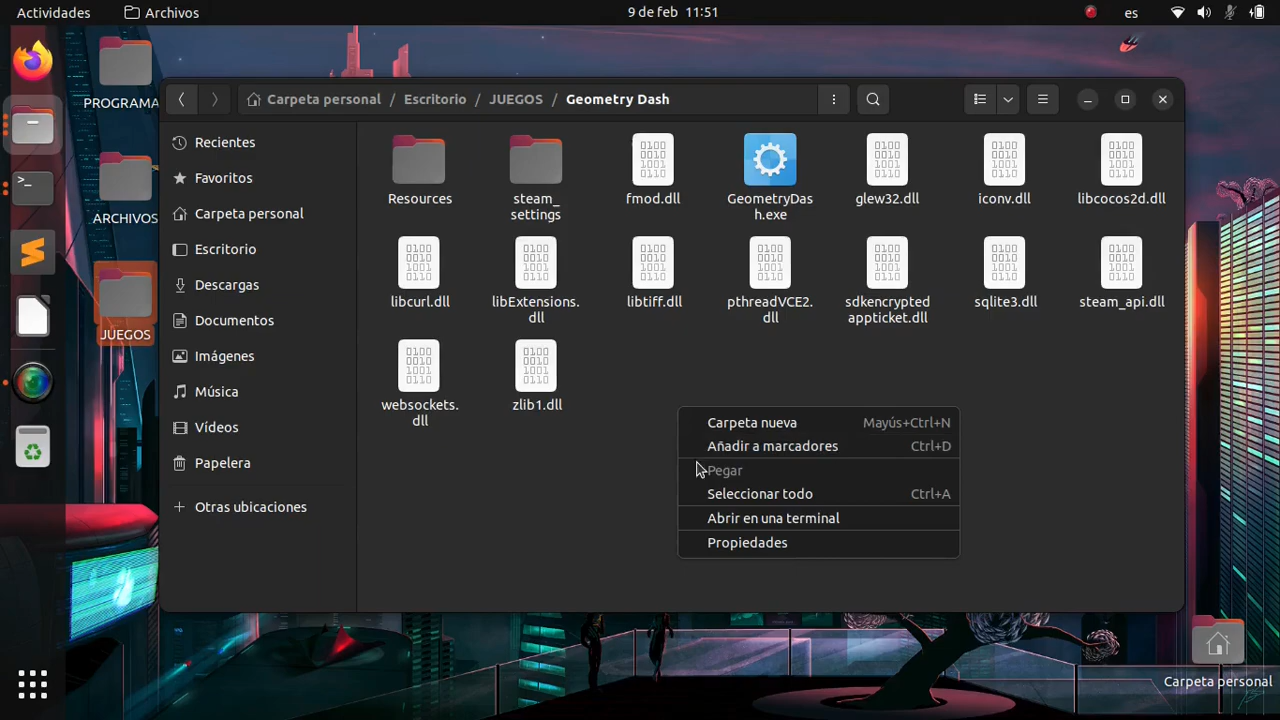 Actividades
Archivos
9 de feb 11:51
es
PROGRAMA
ARCHIVOS
JUEGOS
Carpeta personal / Escritorio / JUEGOS / Geometry Dash
Recientes
Favoritos
Carpeta personal
Escritorio
Descargas
Documentos
Imágenes
Música
Vídeos
Papelera
Otras ubicaciones
Resources
steam_
settings
fmod.dll
GeometryDas
h.exe
glew32.dll
iconv.dll
libcocos2d.dll
libcurl.dll
libExtensions.
dll
libtiff.dll
pthreadVCE2.
dll
sdkencrypted
appticket.dll
sqlite3.dll
steam_api.dll
websockets.
dll
zlib1.dll
Carpeta nueva Mayús+Ctrl+N
Añadir a marcadores Ctrl+D
Pegar
Seleccionar todo Ctrl+A
Abrir en una terminal
Propiedades
Carpeta personal